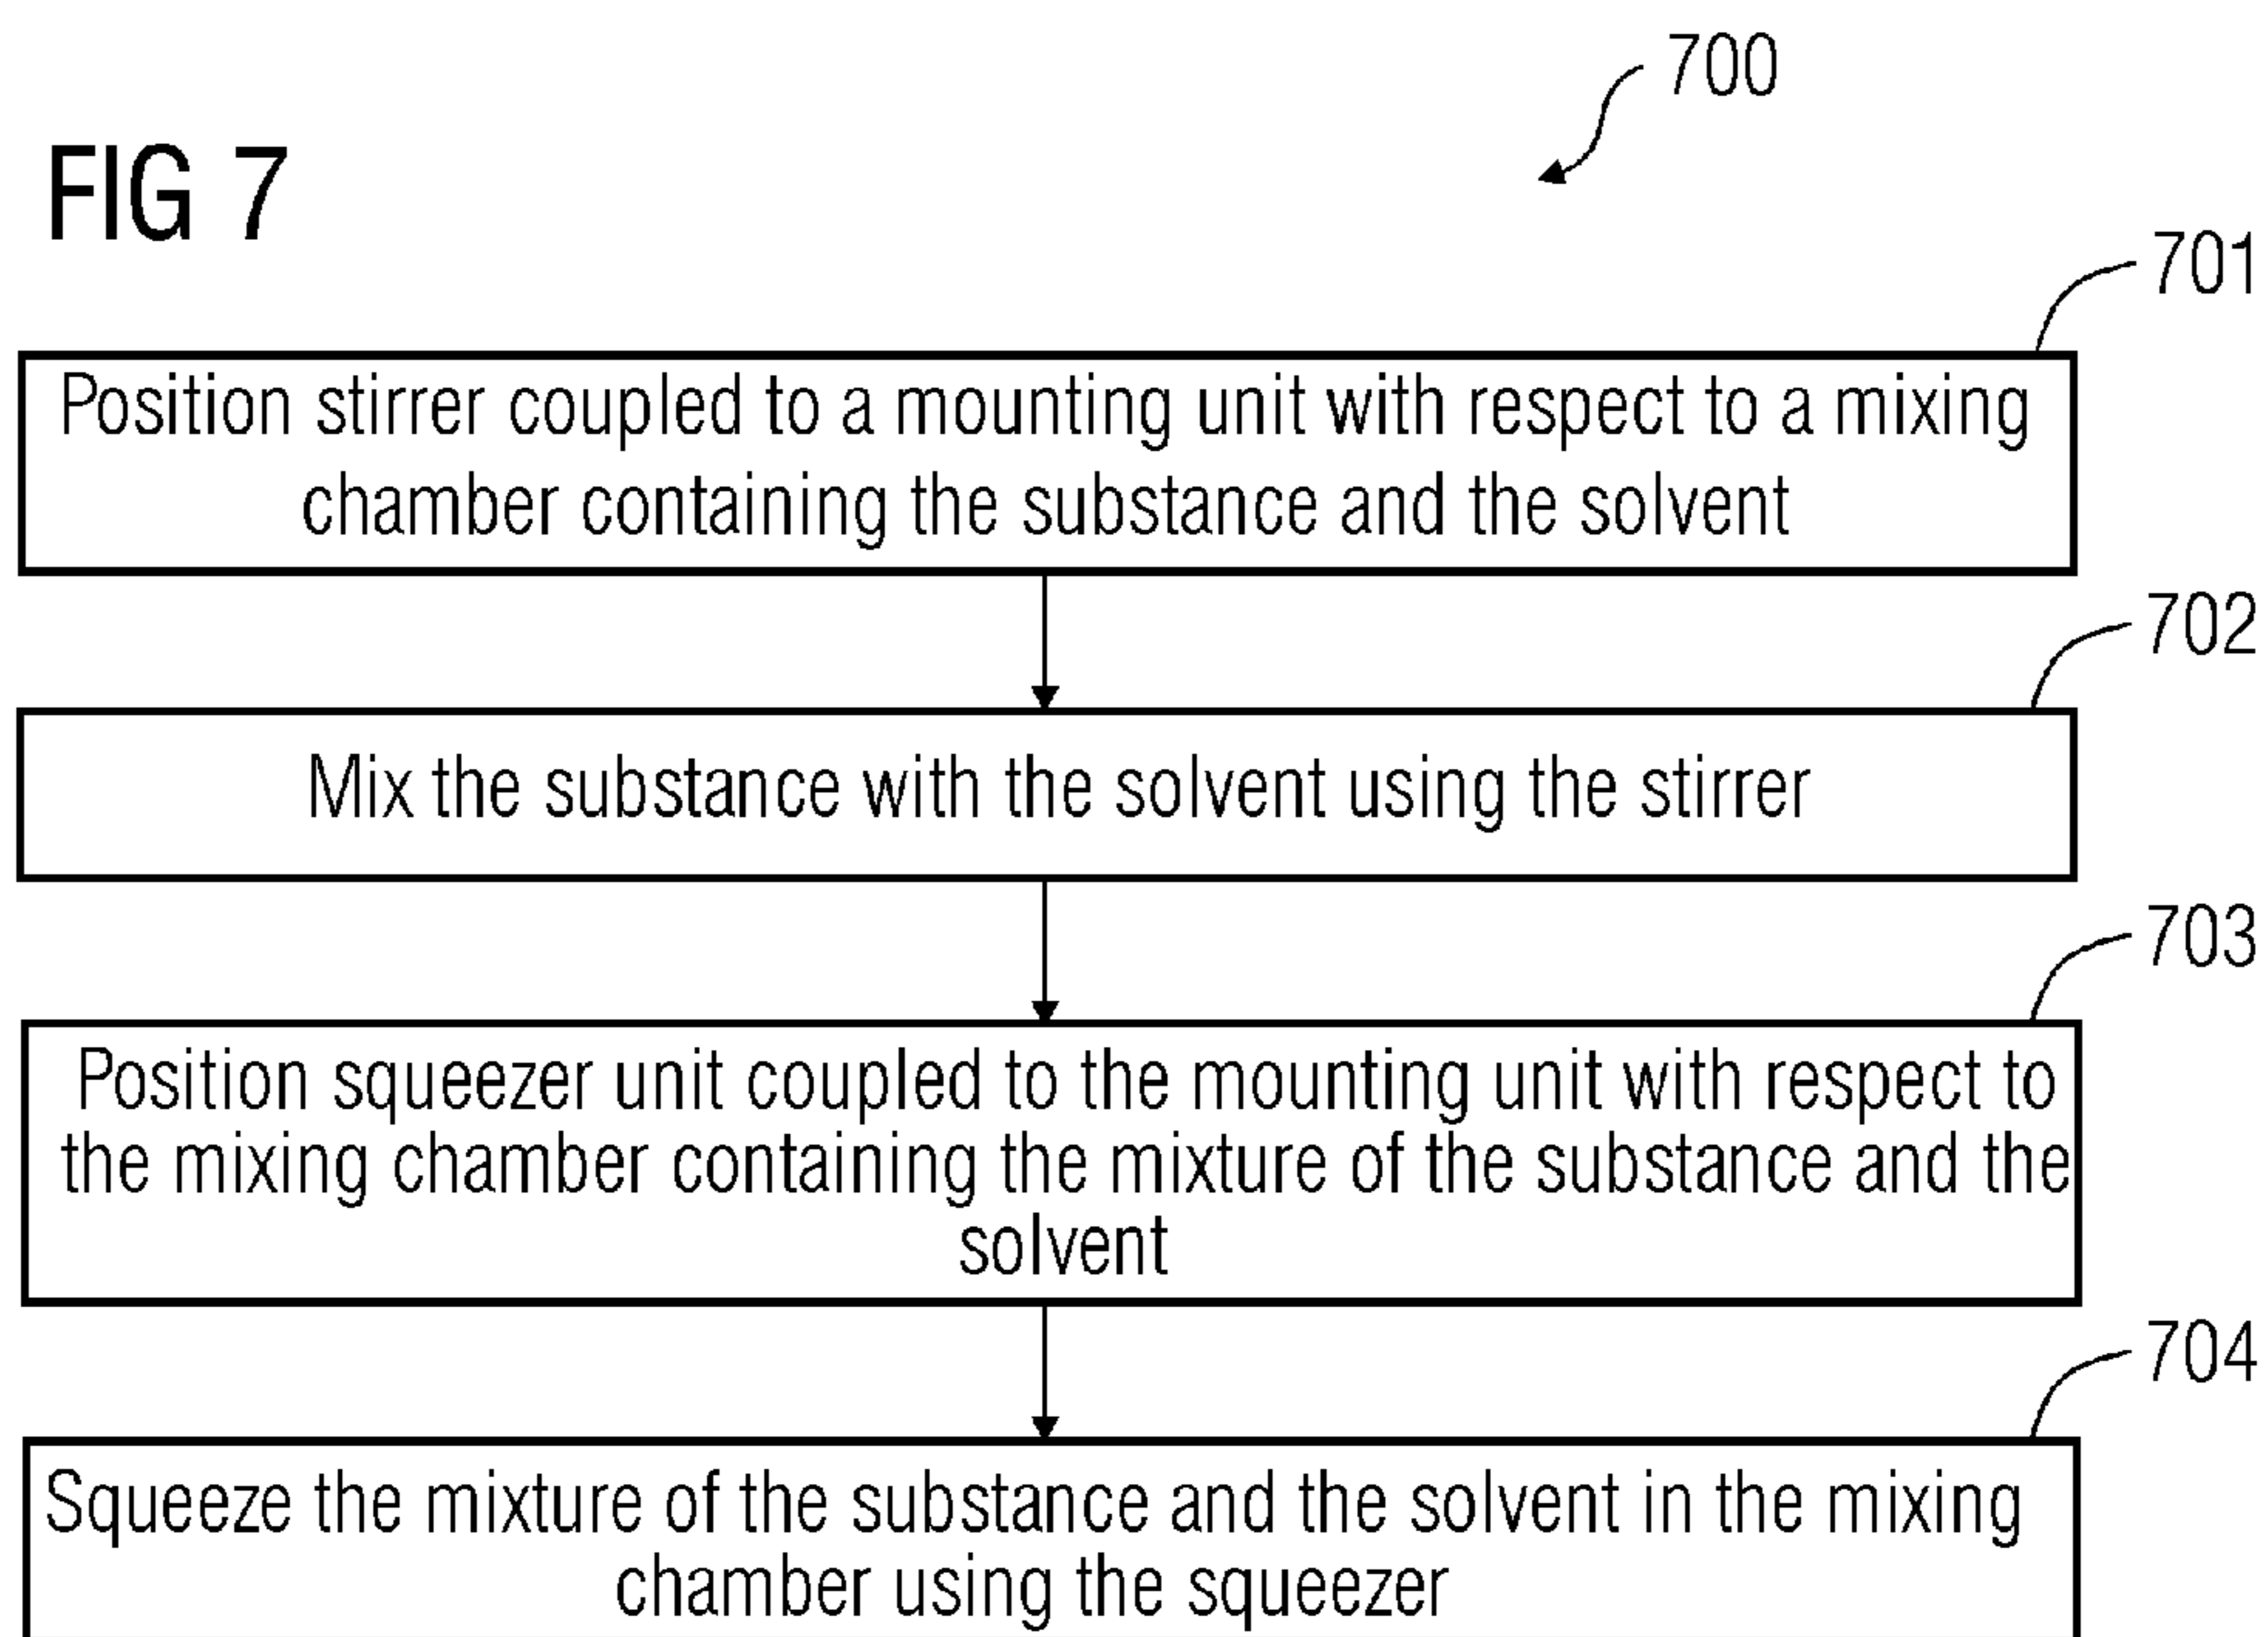 700
FIG 7
701
Position stirrer coupled to a mounting unit with respect to a mixing
chamber containing the substance and the solvent
702
Mix the substance with the solvent using the stirrer
703
Position squeezer unit coupled to the mounting unit with respect to
the mixing chamber containing the mixture of the substance and the
solvent
704
Squeeze the mixture of the substance and the solvent in the mixing
chamber using the squeezer